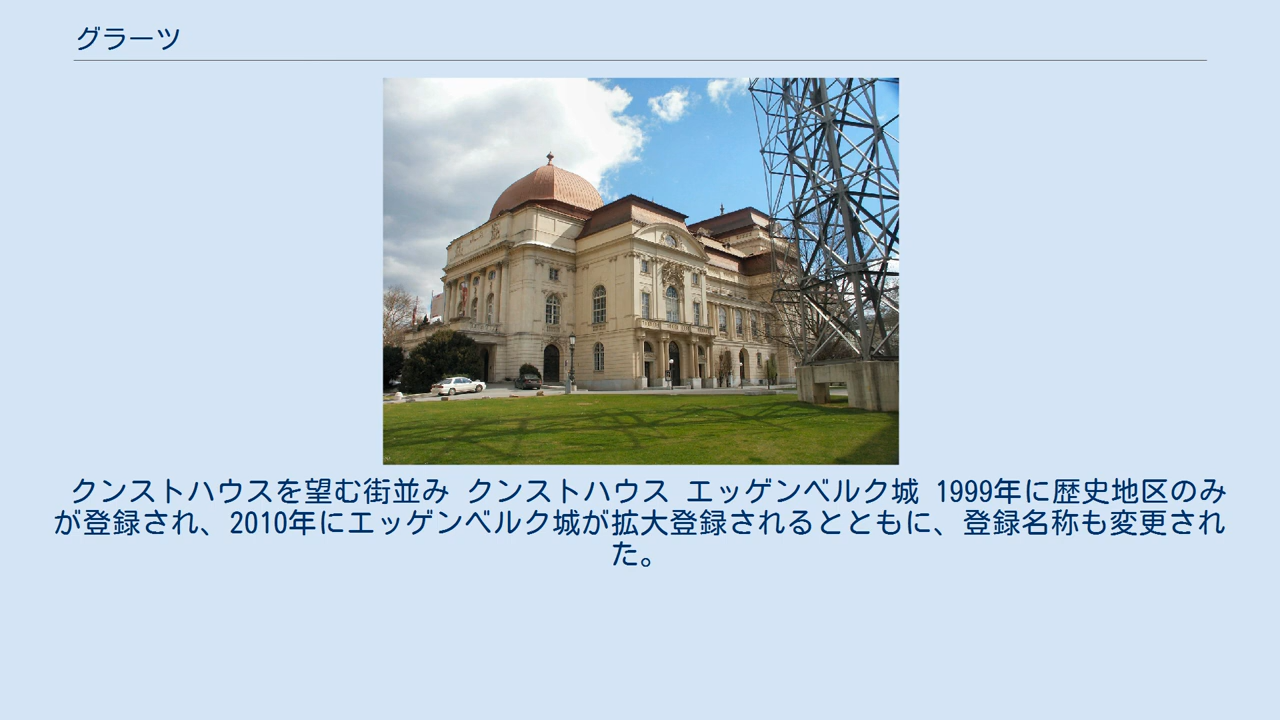 グラーツ
クンストハウスを望む街並み クンストハウス エッゲンベルク城 1999年に歴史地区のみ
が登録され、2010年にエッゲンベルク城が拡大登録されるとともに、登録名称も変更され
た。